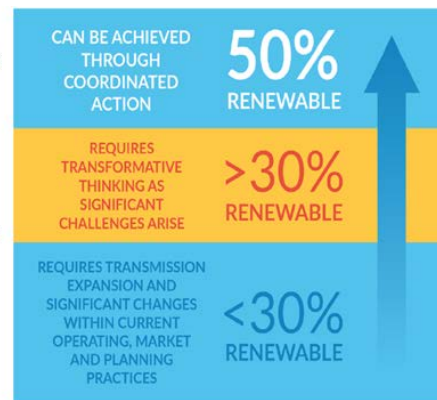 CAN BE ACHIEVED
THROUGH
COORDINATED
ACTION
50%
RENEWABLE
REQUIRES
TRANSFORMATIVE
THINKING AS
SIGNIFICANT
CHALLENGES ARISE
>30%
RENEWABLE
REQUIRES TRANSMISSION
EXPANSION AND
SIGNIFICANT CHANGES
WITHIN CURRENT
OPERATING, MARKET
AND PLANNING
PRACTICES
<30%
RENEWABLE